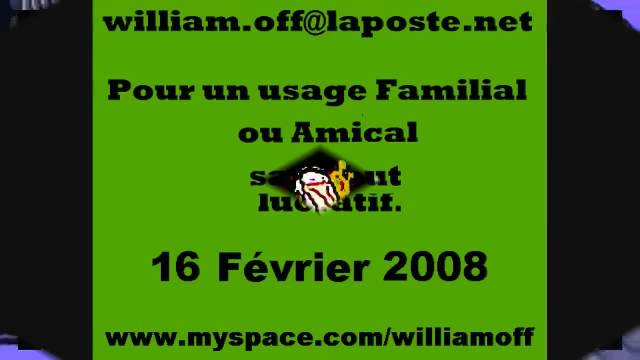 william.off@laposte.net
Pour un usage Familial
ou Amical
16 Février 2008
www.myspace.com/williamoff